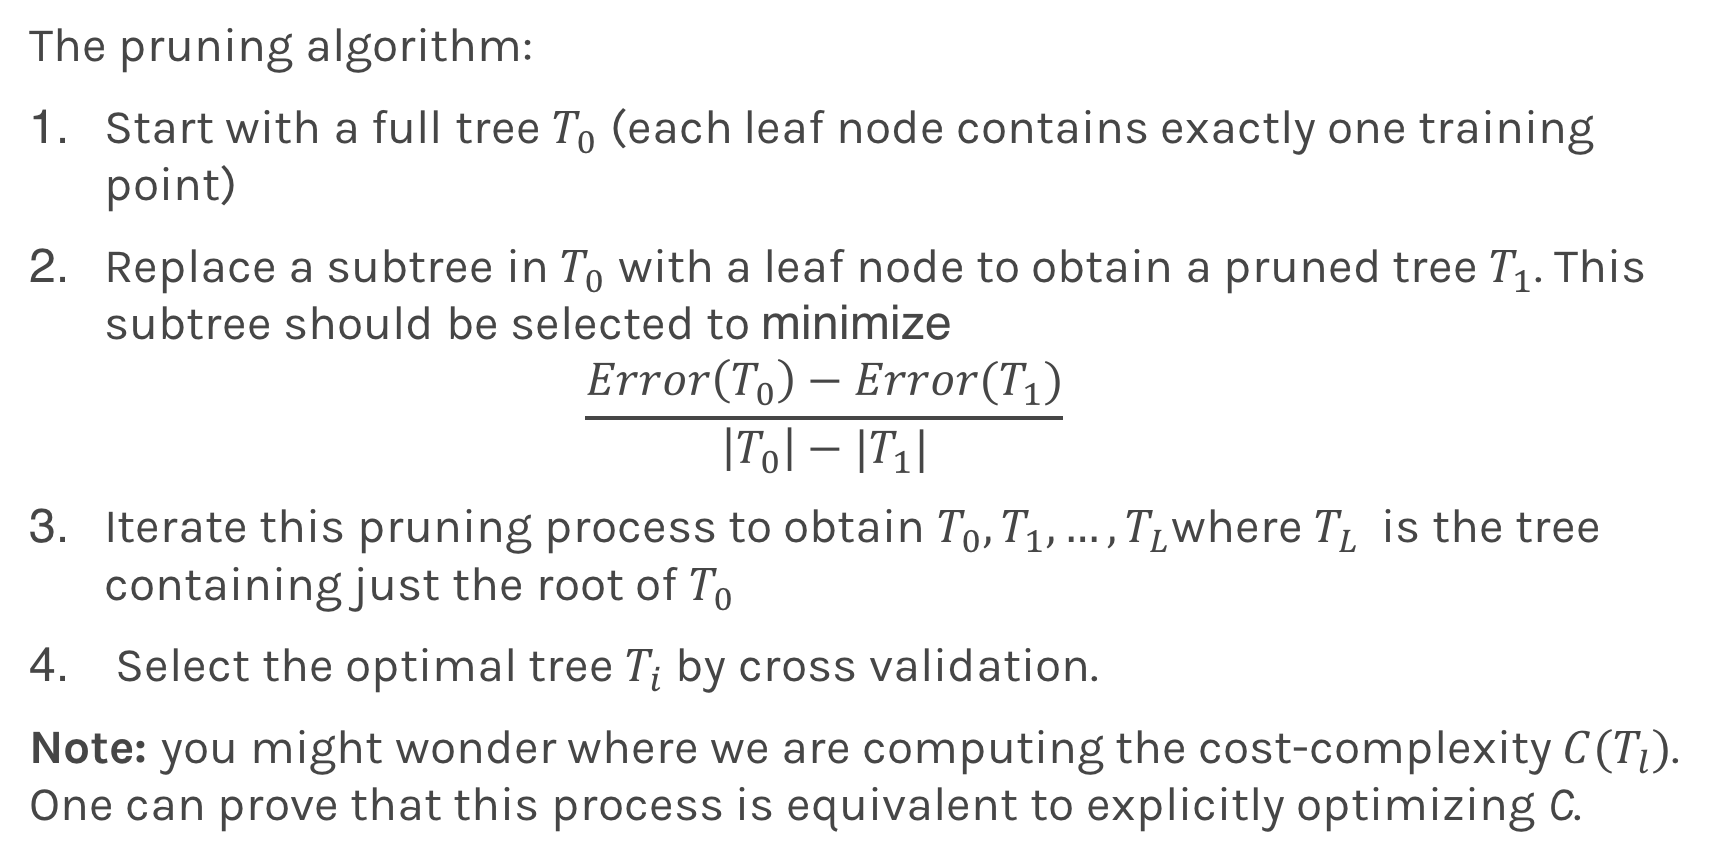 The pruning algorithm:
1. Start with a full tree T₀ (each leaf node contains exactly one training
point)
2. Replace a subtree in T₀ with a leaf node to obtain a pruned tree T₁. This
subtree should be selected to minimize
Error(T₀) − Error(T₁)
|T₀| − |T₁|
3. Iterate this pruning process to obtain T₀, T₁, … , T_L where T_L is the tree
containing just the root of T₀
4. Select the optimal tree Tᵢ by cross validation.
Note: you might wonder where we are computing the cost-complexity C(T_l).
One can prove that this process is equivalent to explicitly optimizing C.